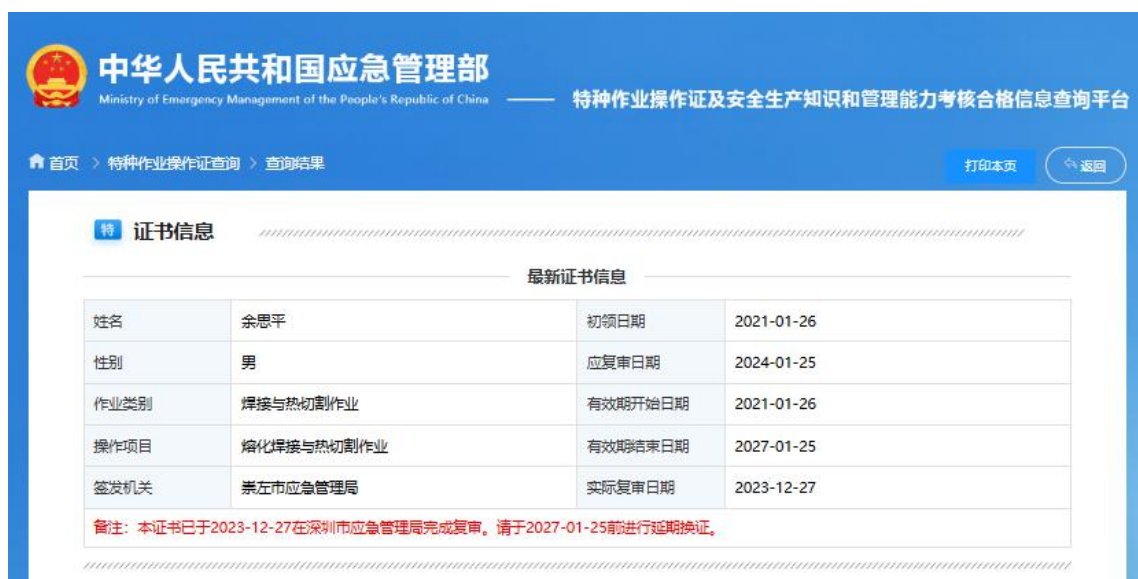 中华人民共和国应急管理部
Ministry of Emergency Management of the People's Republic of China
特种作业操作证及安全生产知识和管理能力考核合格信息查询平台
首页 > 特种作业操作证查询 > 查询结果
打印本页 返回
特 证书信息
最新证书信息
姓名 余思平 初领日期 2021-01-26
性别 男 应复审日期 2024-01-25
作业类别 焊接与热切割作业 有效期开始日期 2021-01-26
操作项目 熔化焊接与热切割作业 有效期结束日期 2027-01-25
签发机关 崇左市应急管理局 实际复审日期 2023-12-27
备注：本证书已于2023-12-27在深圳市应急管理局完成复审。请于2027-01-25前进行延期换证。